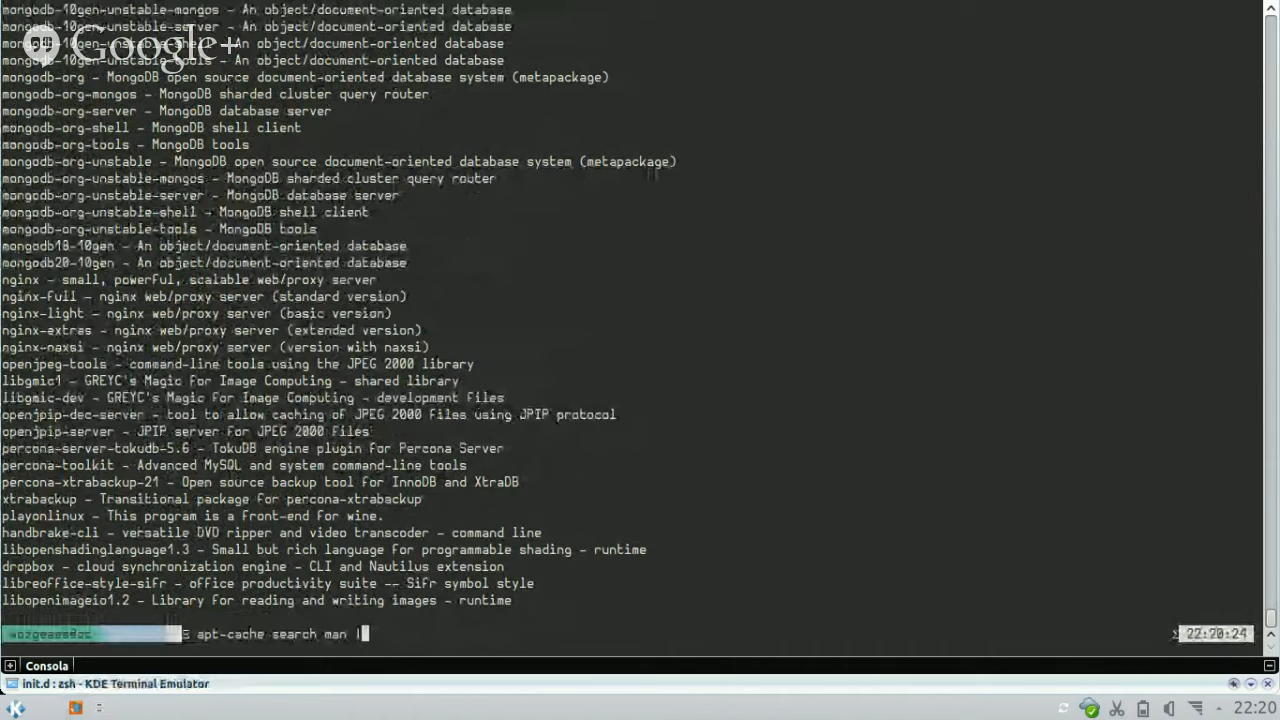 mongodb-10gen-unstable-mongos - An object/document-oriented database
mongodb-10gen-unstable-server - An object/document-oriented database
mongodb-10gen-unstable-shell - An object/document-oriented database
mongodb-10gen-unstable-tools - An object/document-oriented database
Google+
mongodb-org - MongoDB open source document-oriented database system (metapackage)
mongodb-org-mongos - MongoDB sharded cluster query router
mongodb-org-server - MongoDB database server
mongodb-org-shell - MongoDB shell client
mongodb-org-tools - MongoDB tools
mongodb-org-unstable - MongoDB open source document-oriented database system (metapackage)
mongodb-org-unstable-mongos - MongoDB sharded cluster query router
mongodb-org-unstable-server - MongoDB database server
mongodb-org-unstable-shell - MongoDB shell client
mongodb-org-unstable-tools - MongoDB tools
mongodb18-10gen - An object/document-oriented database
mongodb20-10gen - An object/document-oriented database
nginx - small, powerful, scalable web/proxy server
nginx-full - nginx web/proxy server (standard version)
nginx-light - nginx web/proxy server (basic version)
nginx-extras - nginx web/proxy server (extended version)
nginx-naxsi - nginx web/proxy server (version with naxsi)
openjpeg-tools - command-line tools using the JPEG 2000 library
libgmic1 - GREYC's Magic for Image Computing - shared library
libgmic-dev - GREYC's Magic for Image Computing - development files
openjpip-dec-server - tool to allow caching of JPEG 2000 files using JPIP protocol
openjpip-server - JPIP server for JPEG 2000 files
percona-server-tokudb-5.6 - TokuDB engine plugin for Percona Server
percona-toolkit - Advanced MySQL and system command-line tools
percona-xtrabackup-21 - Open source backup tool for InnoDB and XtraDB
xtrabackup - Transitional package for percona-xtrabackup
playonlinux - This program is a front-end for wine.
handbrake-cli - versatile DVD ripper and video transcoder - command line
libopenshadinglanguage1.3 - Small but rich language for programmable shading - runtime
dropbox - cloud synchronization engine - CLI and Nautilus extension
libreoffice-style-sifr - office productivity suite -- Sifr symbol style
libopenimageio1.2 - Library for reading and writing images - runtime
apt-cache search man | 22:20:24
Consola
init.d : zsh - KDE Terminal Emulator
22:20